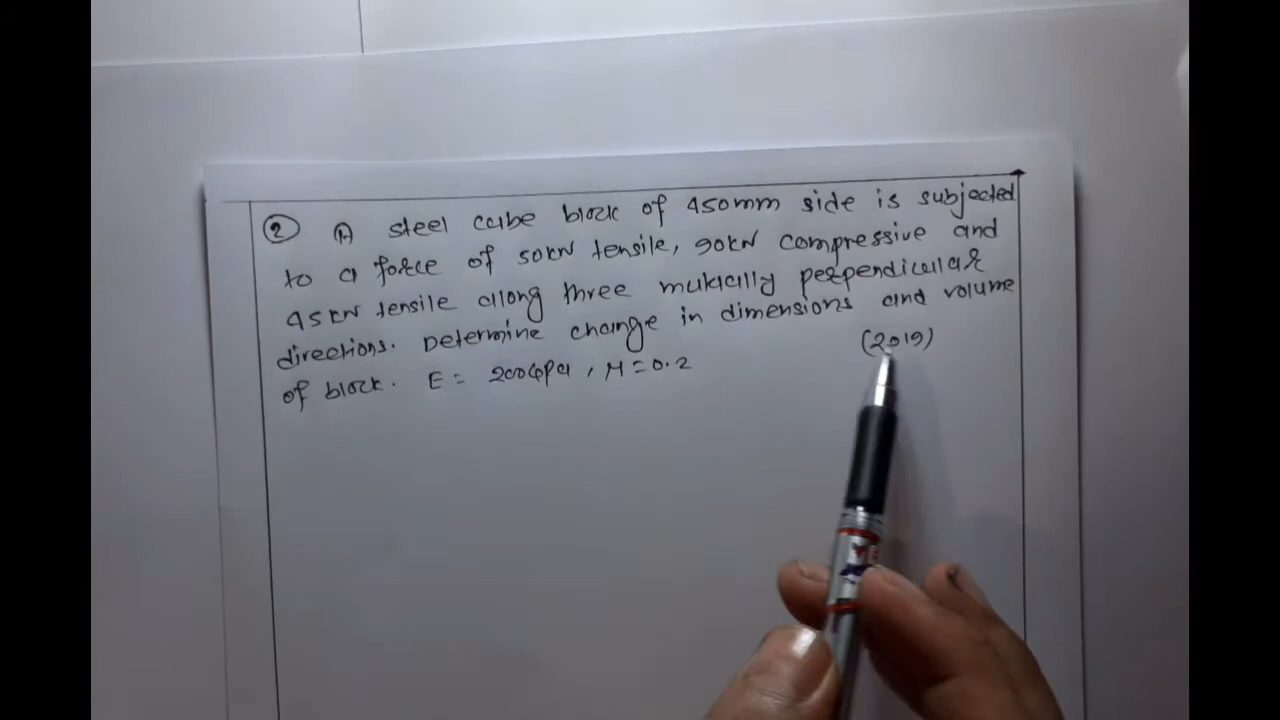 ② A steel cube block of 450mm side is subjected
to a force of 50KN tensile, 90KN compressive and
45KN tensile along three mutually perpendicular
directions. Determine change in dimensions and volume
of block. E = 200GPa, μ = 0.2
(2019)